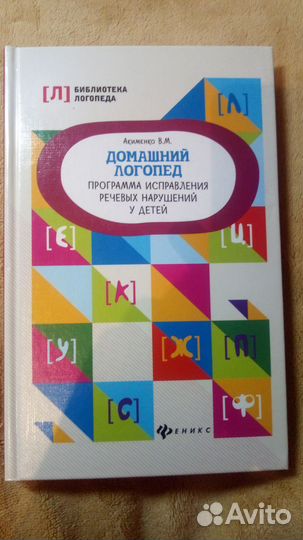 [Л] БИБЛИОТЕКА
ЛОГОПЕДА
[Л]
Акименко В.М.
ДОМАШНИЙ
ЛОГОПЕД
ПРОГРАММА ИСПРАВЛЕНИЯ
РЕЧЕВЫХ НАРУШЕНИЙ
У ДЕТЕЙ
[Е] [И]
[К]
[У] [Ж] [П]
[С] [Ф]
ФЕНИКС
Avito